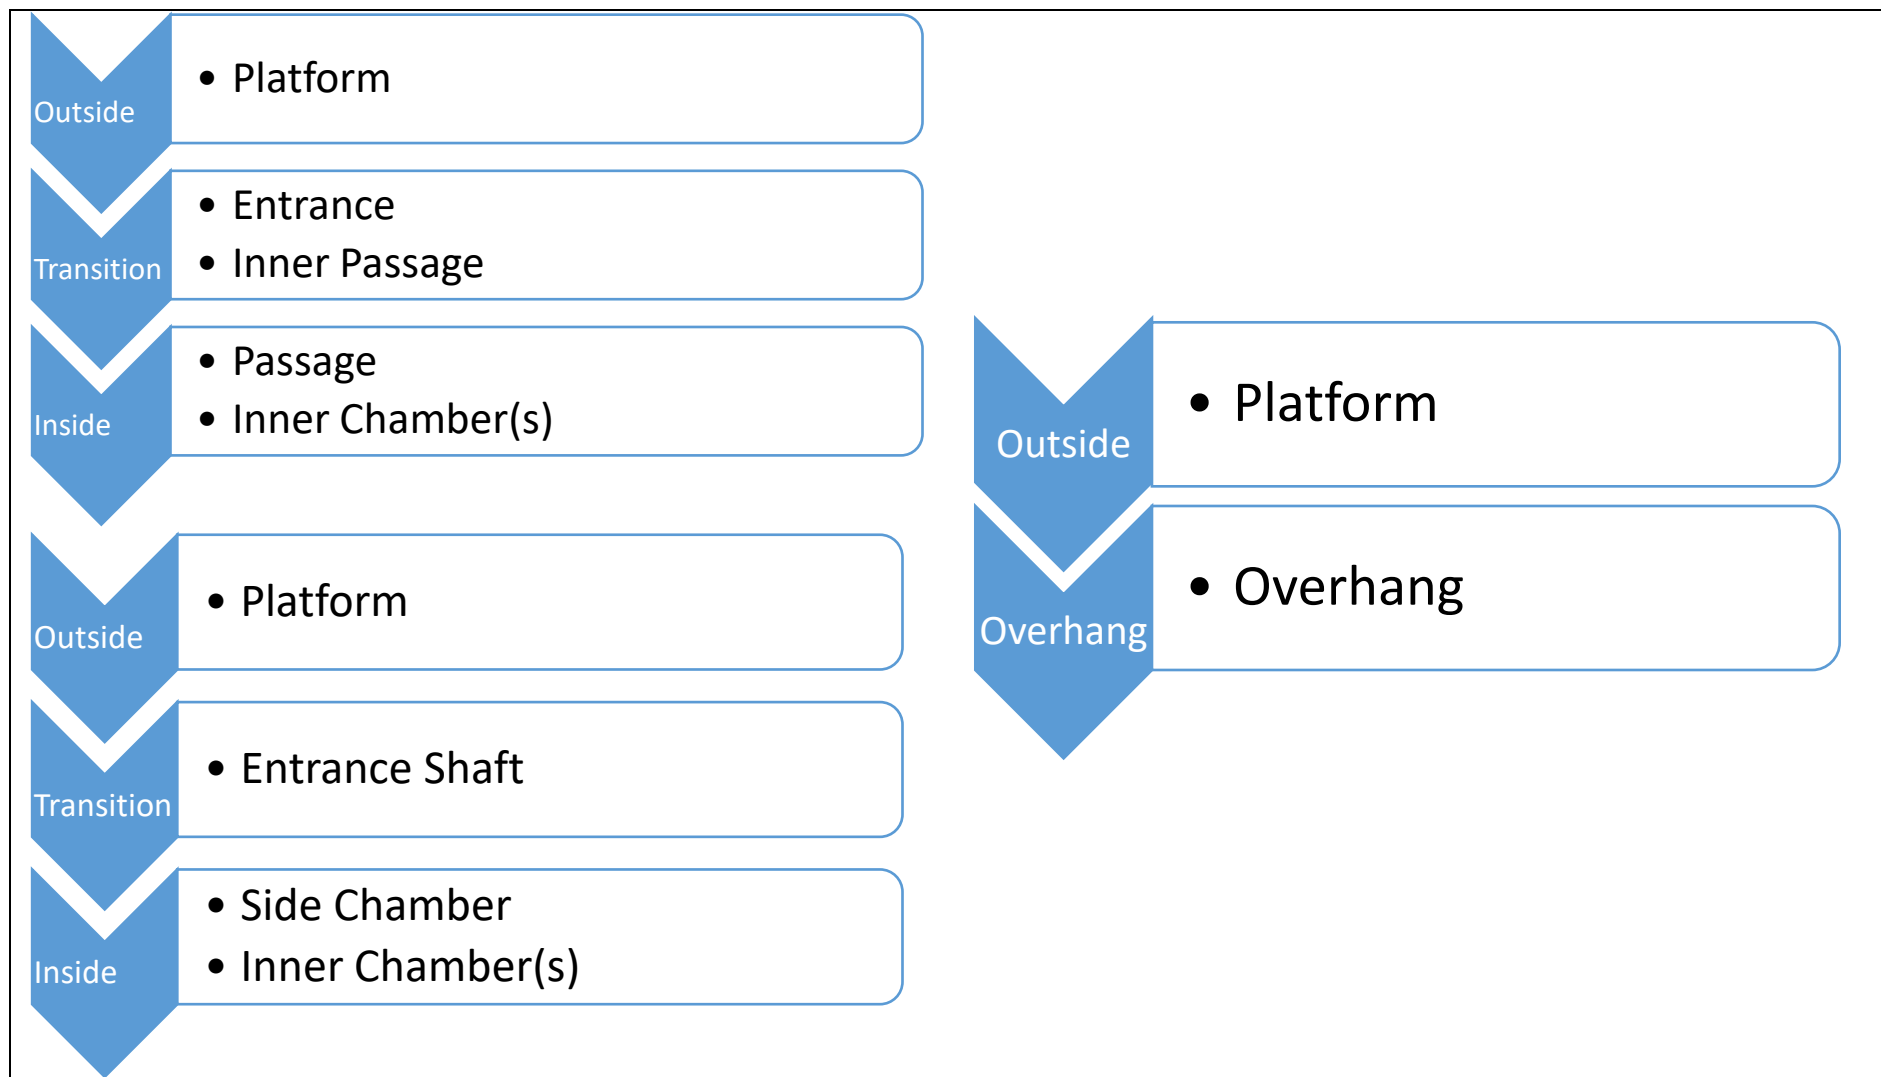 Outside
• Platform
Transition
• Entrance
• Inner Passage
Inside
• Passage
• Inner Chamber(s)
Outside
• Platform
Transition
• Entrance Shaft
Inside
• Side Chamber
• Inner Chamber(s)
Outside
• Platform
Overhang
• Overhang